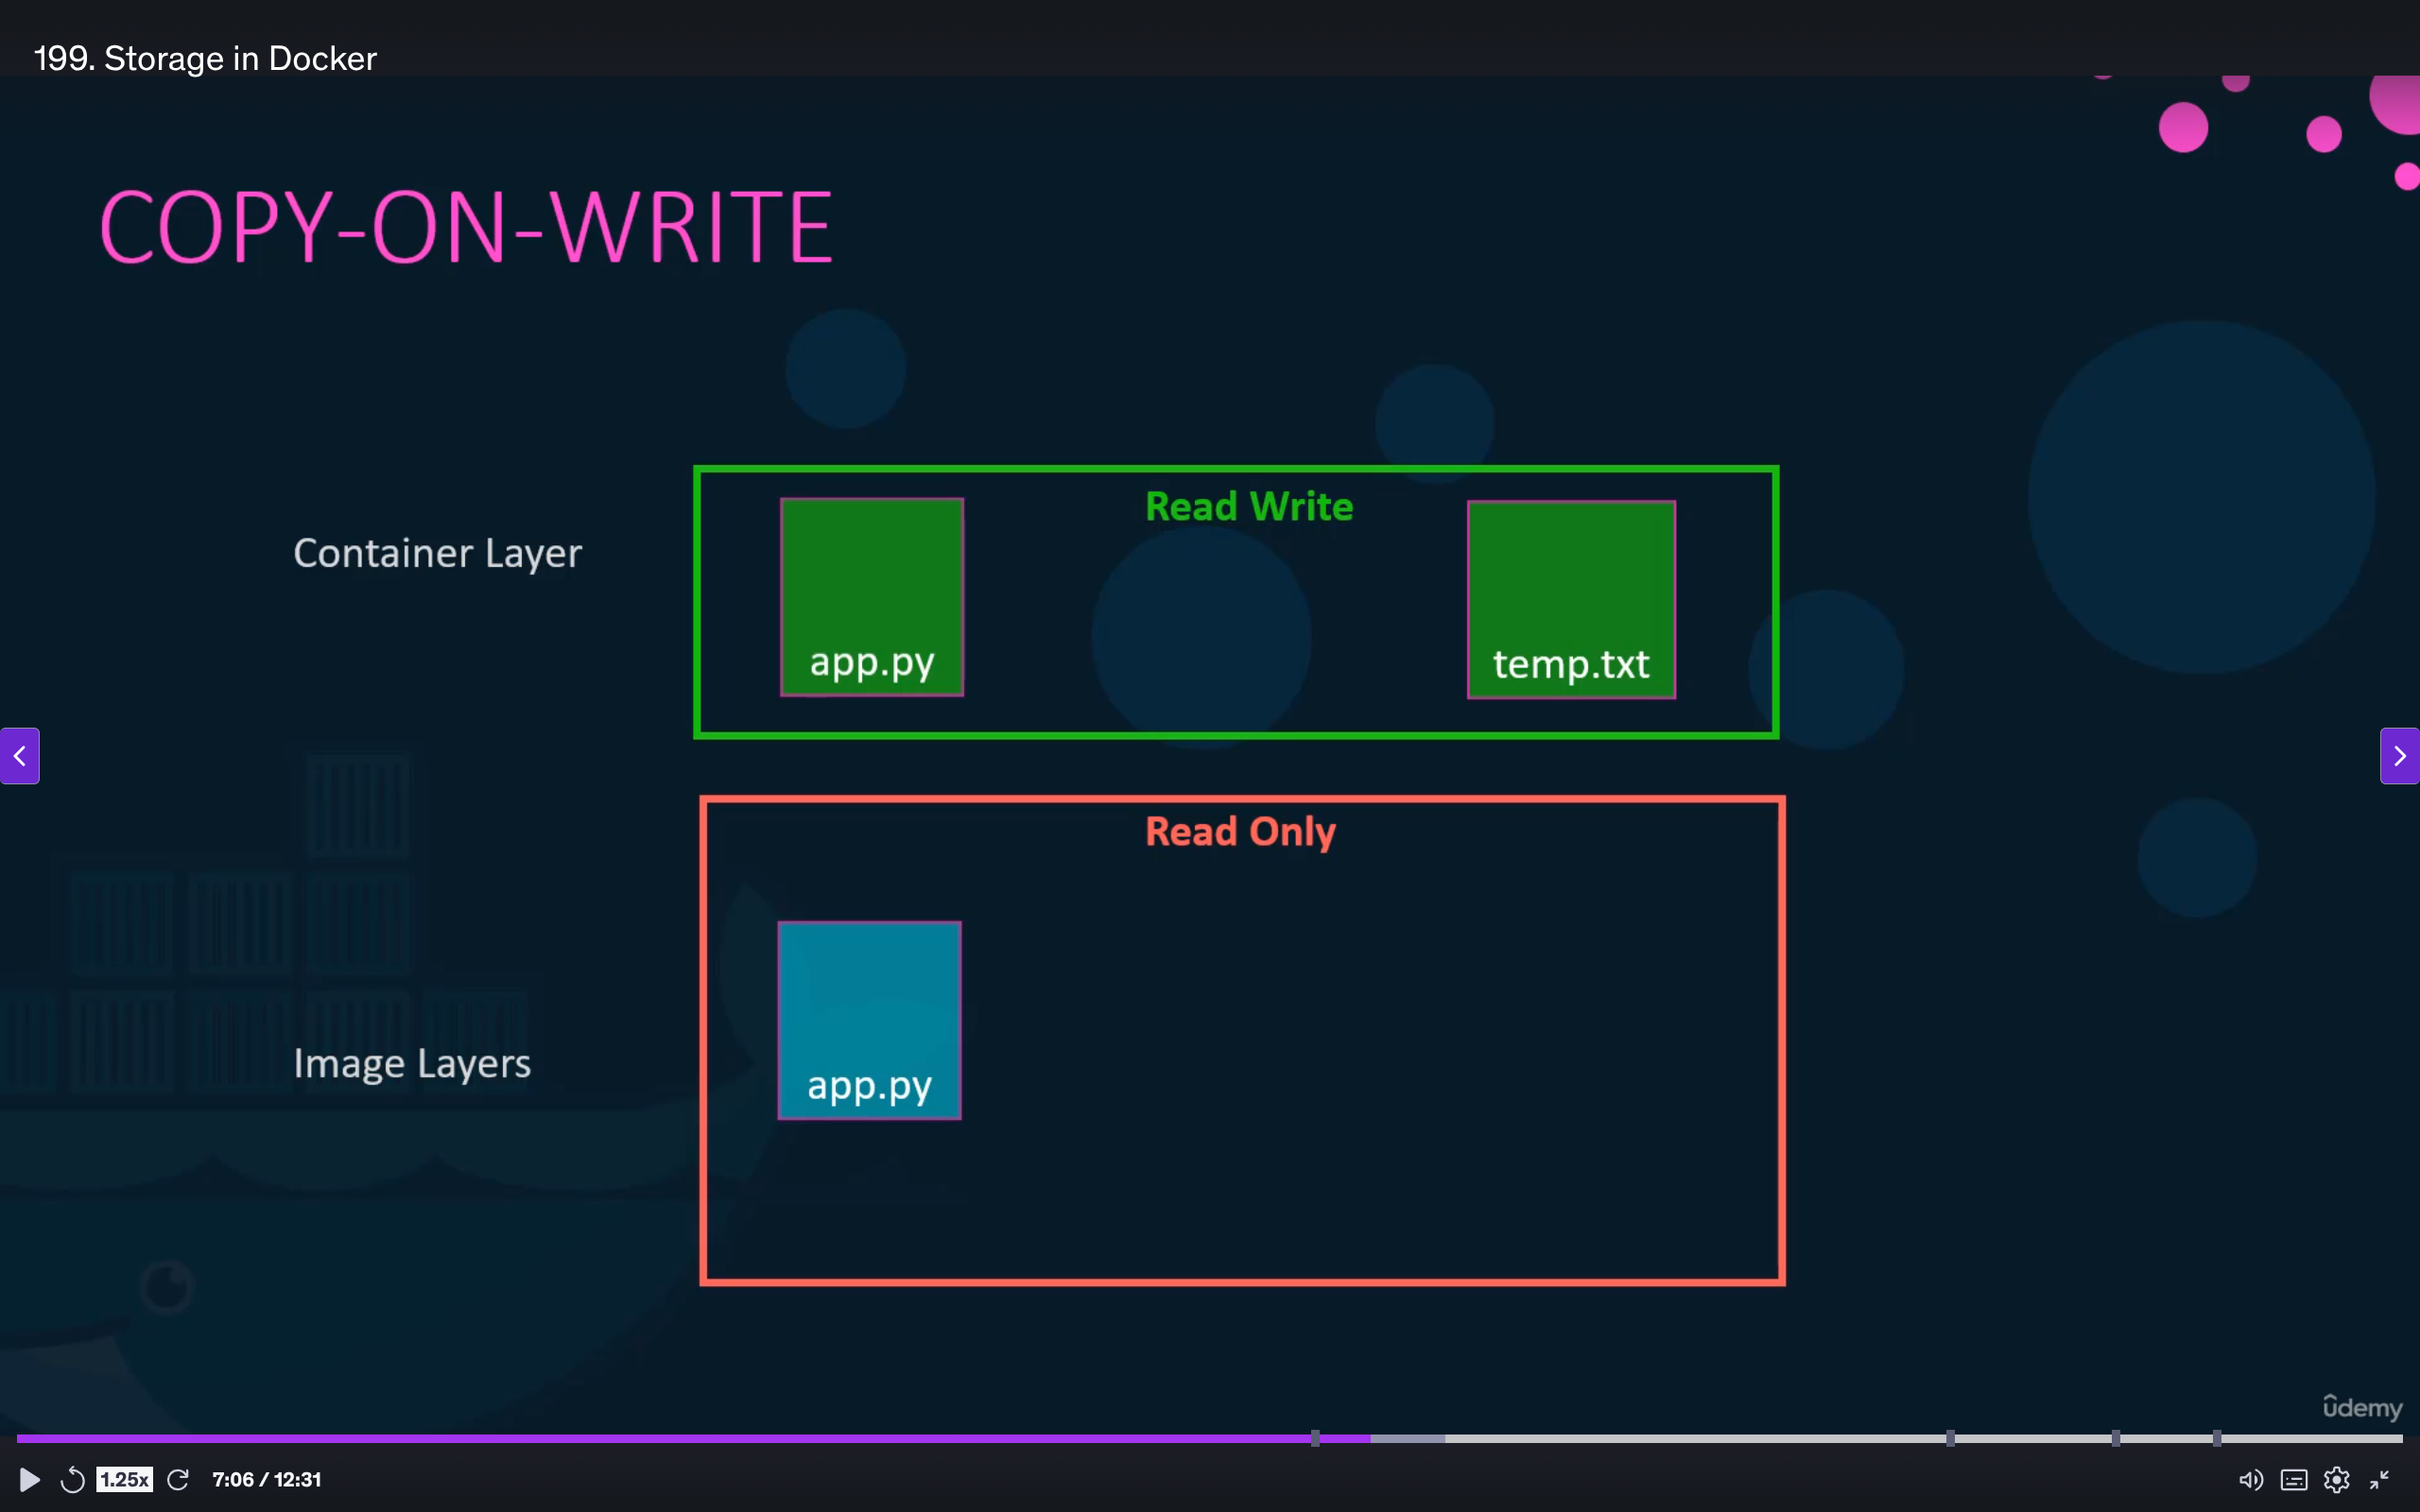 199. Storage in Docker
COPY-ON-WRITE
Container Layer
Read Write
app.py
temp.txt
Read Only
Image Layers
app.py
ûdemy
1.25x
7:06 / 12:31